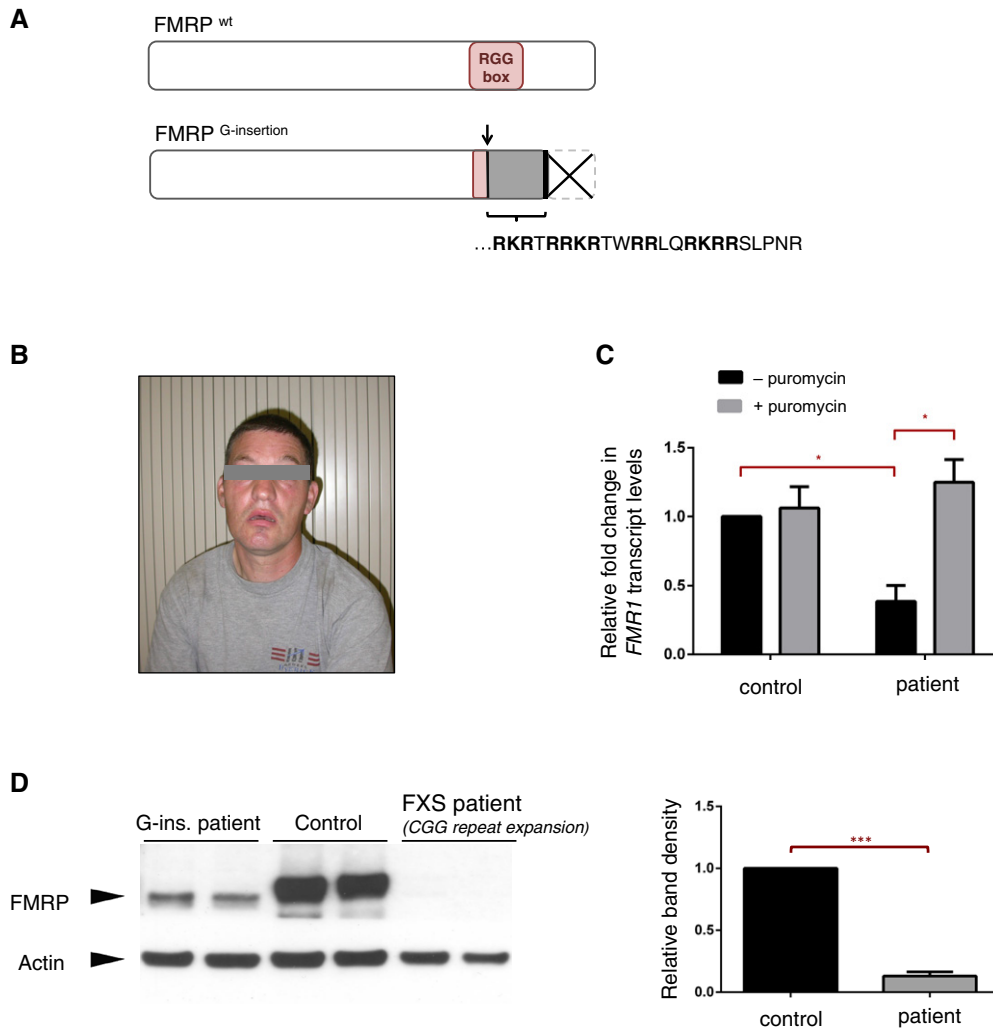 A
FMRP wt
RGG
box
FMRP G-insertion
...RKRTRRKRTWRRLQRKRRSLPNR
B
C
– puromycin
+ puromycin
Relative fold change in
FMR1 transcript levels
1.5
1.0
0.5
0.0
*
*
control
patient
D
G-ins. patient
Control
FXS patient
(CGG repeat expansion)
FMRP
Actin
Relative band density
1.5
1.0
0.5
0.0
***
control
patient